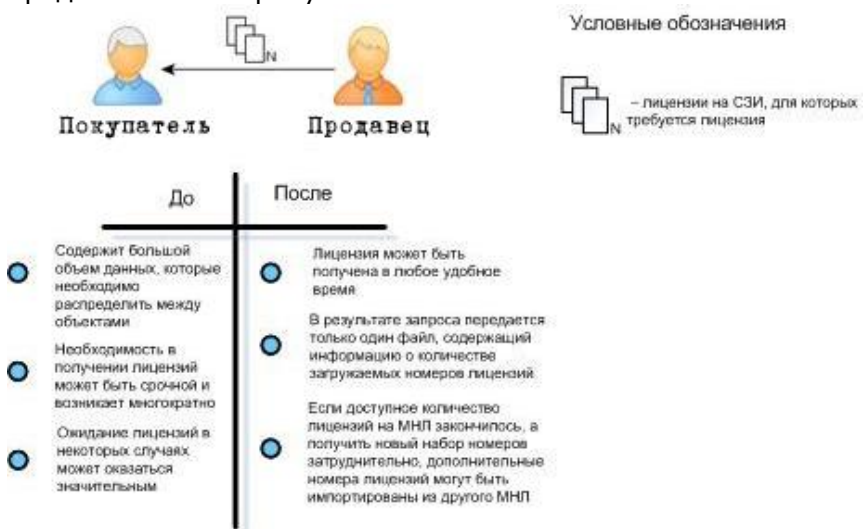 Условные обозначения
N
Покупатель
Продавец
N
– лицензии на СЗИ, для которых
требуется лицензия
До
После
Содержит большой
объем данных, которые
необходимо
распределить между
объектами
Необходимость в
получении лицензий
может быть срочной и
возникает многократно
Ожидание лицензий в
некоторых случаях
может оказаться
значительным
Лицензия может быть
получена в любое удобное
время
В результате запроса передается
только один файл, содержащий
информацию о количестве
загружаемых номеров лицензий
Если доступное количество
лицензий на МНЛ закончилось, а
получить новый набор номеров
затруднительно, дополнительные
номера лицензий могут быть
импортированы из другого МНЛ